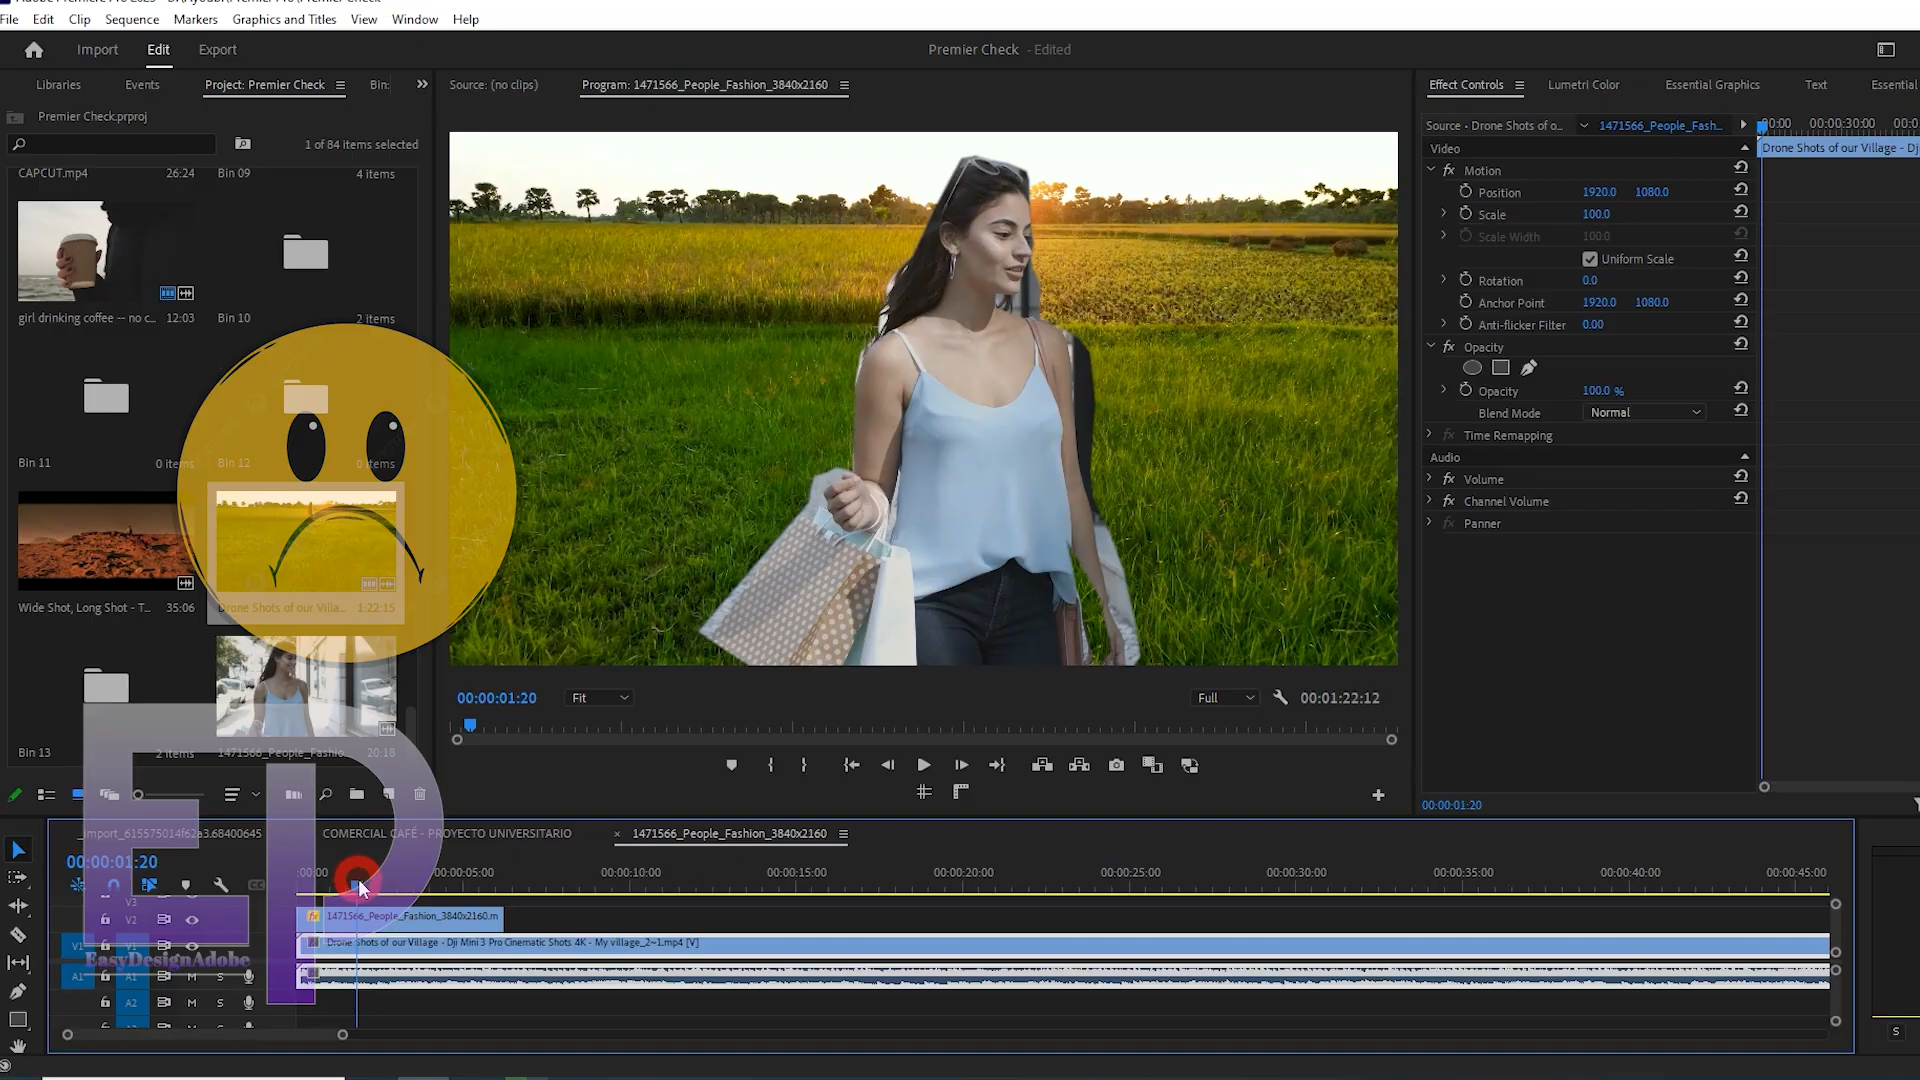 File Edit Clip Sequence Markers Graphics and Titles View Window Help
Import Edit Export
Premier Check - Edited
Libraries Events Project: Premier Check Bin:
Premier Check.prproj
1 of 84 items selected
CAPCUT.mp4 26:24 Bin 09 4 items
girl drinking coffee -- no c... 12:03 Bin 10 2 items
Bin 11 0 items Bin 12 0 items
Wide Shot, Long Shot - T... 35:06 Drone Shots of our Villa... 1:22:15
Bin 13 2 items 1471566_People_Fashio... 20:18
Source: (no clips) Program: 1471566_People_Fashion_3840x2160
00:00:01:20 Fit Full 00:01:22:12
Effect Controls Lumetri Color Essential Graphics Text Essential
Source • Drone Shots of o... 1471566_People_Fash... 00:00 00:00:30:00 00:0
Video Drone Shots of our Village - Dj
fx Motion
Position 1920.0 1080.0
Scale 100.0
Scale Width 100.0
Uniform Scale
Rotation 0.0
Anchor Point 1920.0 1080.0
Anti-flicker Filter 0.00
fx Opacity
Opacity 100.0 %
Blend Mode Normal
fx Time Remapping
Audio
fx Volume
fx Channel Volume
fx Panner
00:00:01:20
_import_615575014f62a3.68400645 COMERCIAL CAFÉ - PROYECTO UNIVERSITARIO × 1471566_People_Fashion_3840x2160
00:00:01:20
:00:00 00:00:05:00 00:00:10:00 00:00:15:00 00:00:20:00 00:00:25:00 00:00:30:00 00:00:35:00 00:00:40:00 00:00:45:00
V3
V2 fx 1471566_People_Fashion_3840x2160.m
V1 V1 Drone Shots of our Village - Dji Mini 3 Pro Cinematic Shots 4K - My village_2~1.mp4 [V]
A1 A1 M S
A2 M S
S
ED
EasyDesignAdobe